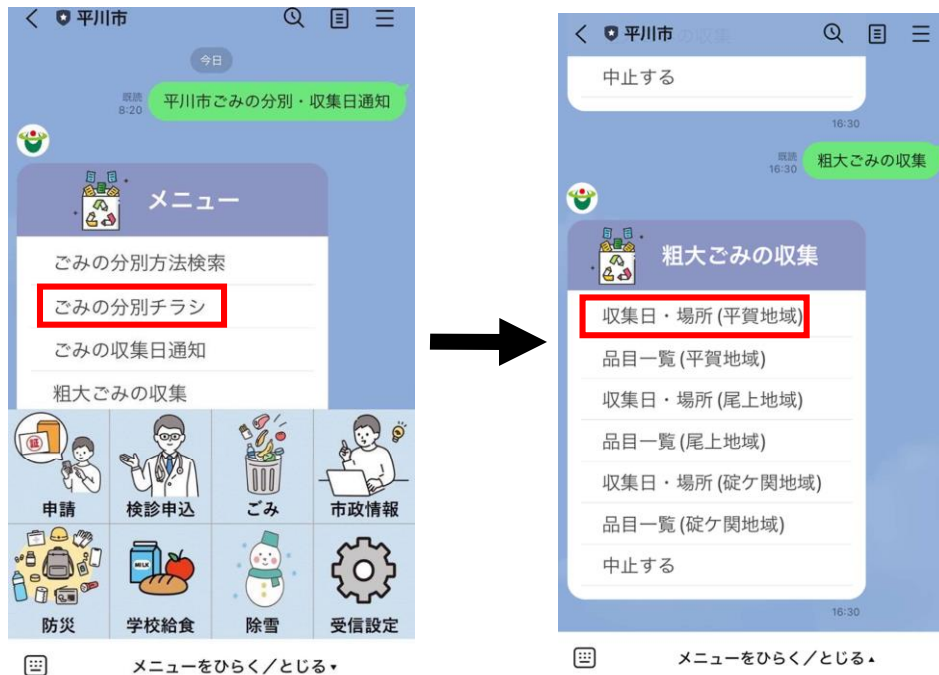 平川市
今日
既読
8:20
平川市ごみの分別・収集日通知
メニュー
ごみの分別方法検索
ごみの分別チラシ
ごみの収集日通知
粗大ごみの収集
証
MILK
申請
検診申込
ごみ
市政情報
防災
学校給食
除雪
受信設定
メニューをひらく/とじる▾
平川市
中止する
16:30
既読
16:30
粗大ごみの収集
粗大ごみの収集
収集日・場所(平賀地域)
品目一覧(平賀地域)
収集日・場所(尾上地域)
品目一覧(尾上地域)
収集日・場所(碇ケ関地域)
品目一覧(碇ケ関地域)
中止する
16:30
メニューをひらく/とじる▴